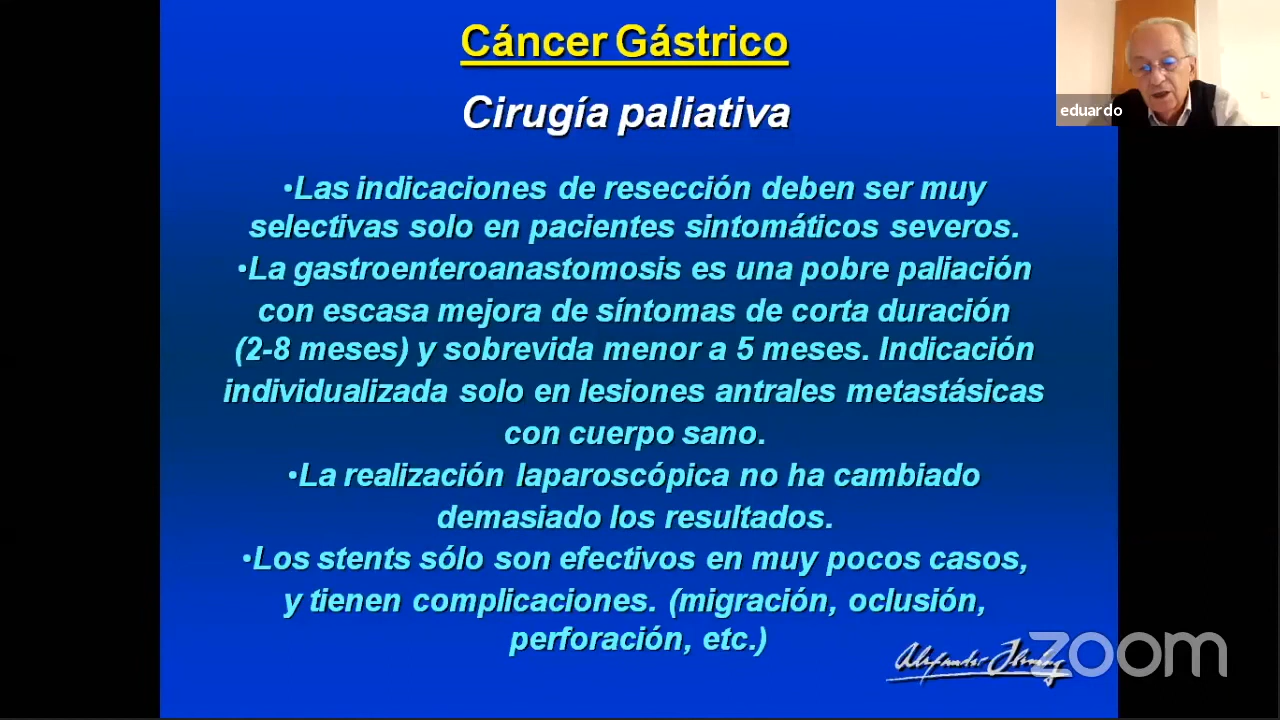 Cáncer Gástrico
Cirugía paliativa
eduardo
•Las indicaciones de resección deben ser muy
selectivas solo en pacientes sintomáticos severos.
•La gastroenteroanastomosis es una pobre paliación
con escasa mejora de síntomas de corta duración
(2-8 meses) y sobrevida menor a 5 meses. Indicación
individualizada solo en lesiones antrales metastásicas
con cuerpo sano.
•La realización laparoscópica no ha cambiado
demasiado los resultados.
•Los stents sólo son efectivos en muy pocos casos,
y tienen complicaciones. (migración, oclusión,
perforación, etc.)
zoom